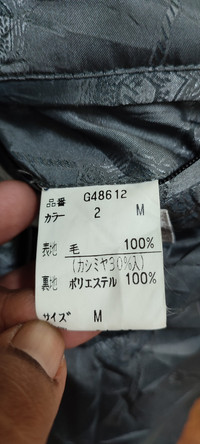 品番 G48612
カラー 2 M
表地 毛 100%
(カシミヤ30%入)
裏地 ポリエステル 100%
サイズ M